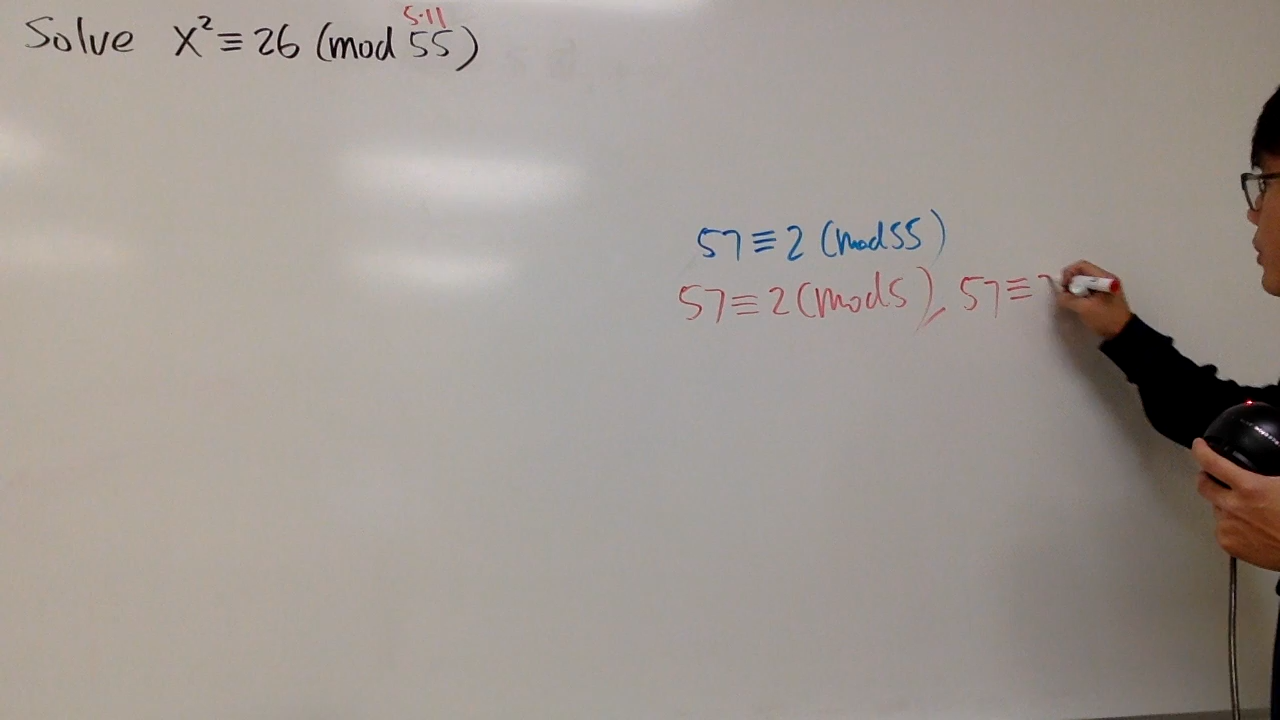 Solve x² ≡ 26 (mod 55)
5·11
57 ≡ 2 (mod 55)
57 ≡ 2 (mod 5), 57 ≡